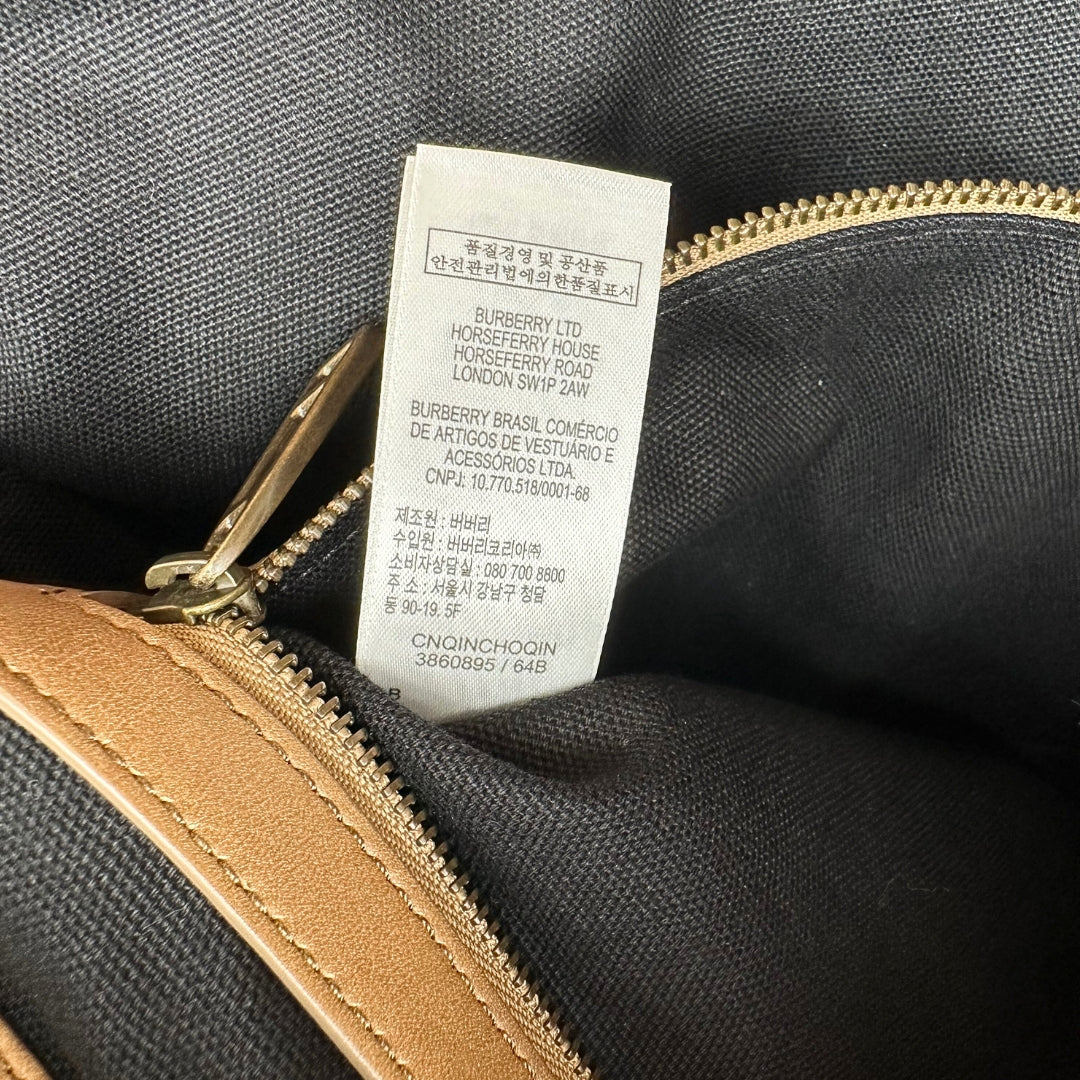 품질경영 및 공산품
안전관리법에의한품질표시
BURBERRY LTD
HORSEFERRY HOUSE
HORSEFERRY ROAD
LONDON SW1P 2AW
BURBERRY BRASIL COMÉRCIO
DE ARTIGOS DE VESTUÁRIO E
ACESSÓRIOS LTDA.
CNPJ: 10.770.518/0001-68
제조원 : 버버리
수입원 : 버버리코리아㈜
소비자상담실 : 080 700 8800
주 소 : 서울시 강남구 청담
동 90-19. 5F
CNQINCHOQIN
3860895 / 64B
B